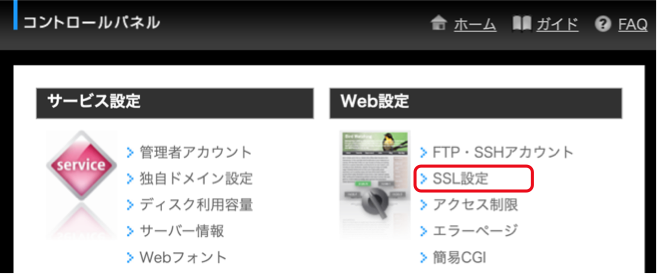 コントロールパネル
ホーム
ガイド
FAQ
サービス設定
service
管理者アカウント
独自ドメイン設定
ディスク利用容量
サーバー情報
Webフォント
Web設定
FTP・SSHアカウント
SSL設定
アクセス制限
エラーページ
簡易CGI